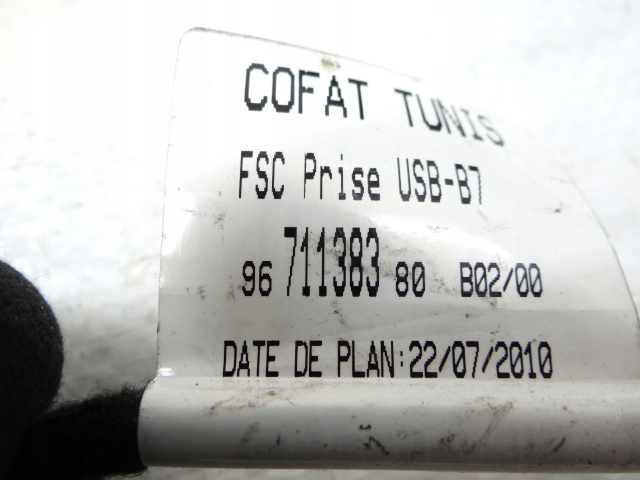 COFAT TUNIS
FSC Prise USB-B7
96 711383 80 B02/00
DATE DE PLAN:22/07/2010